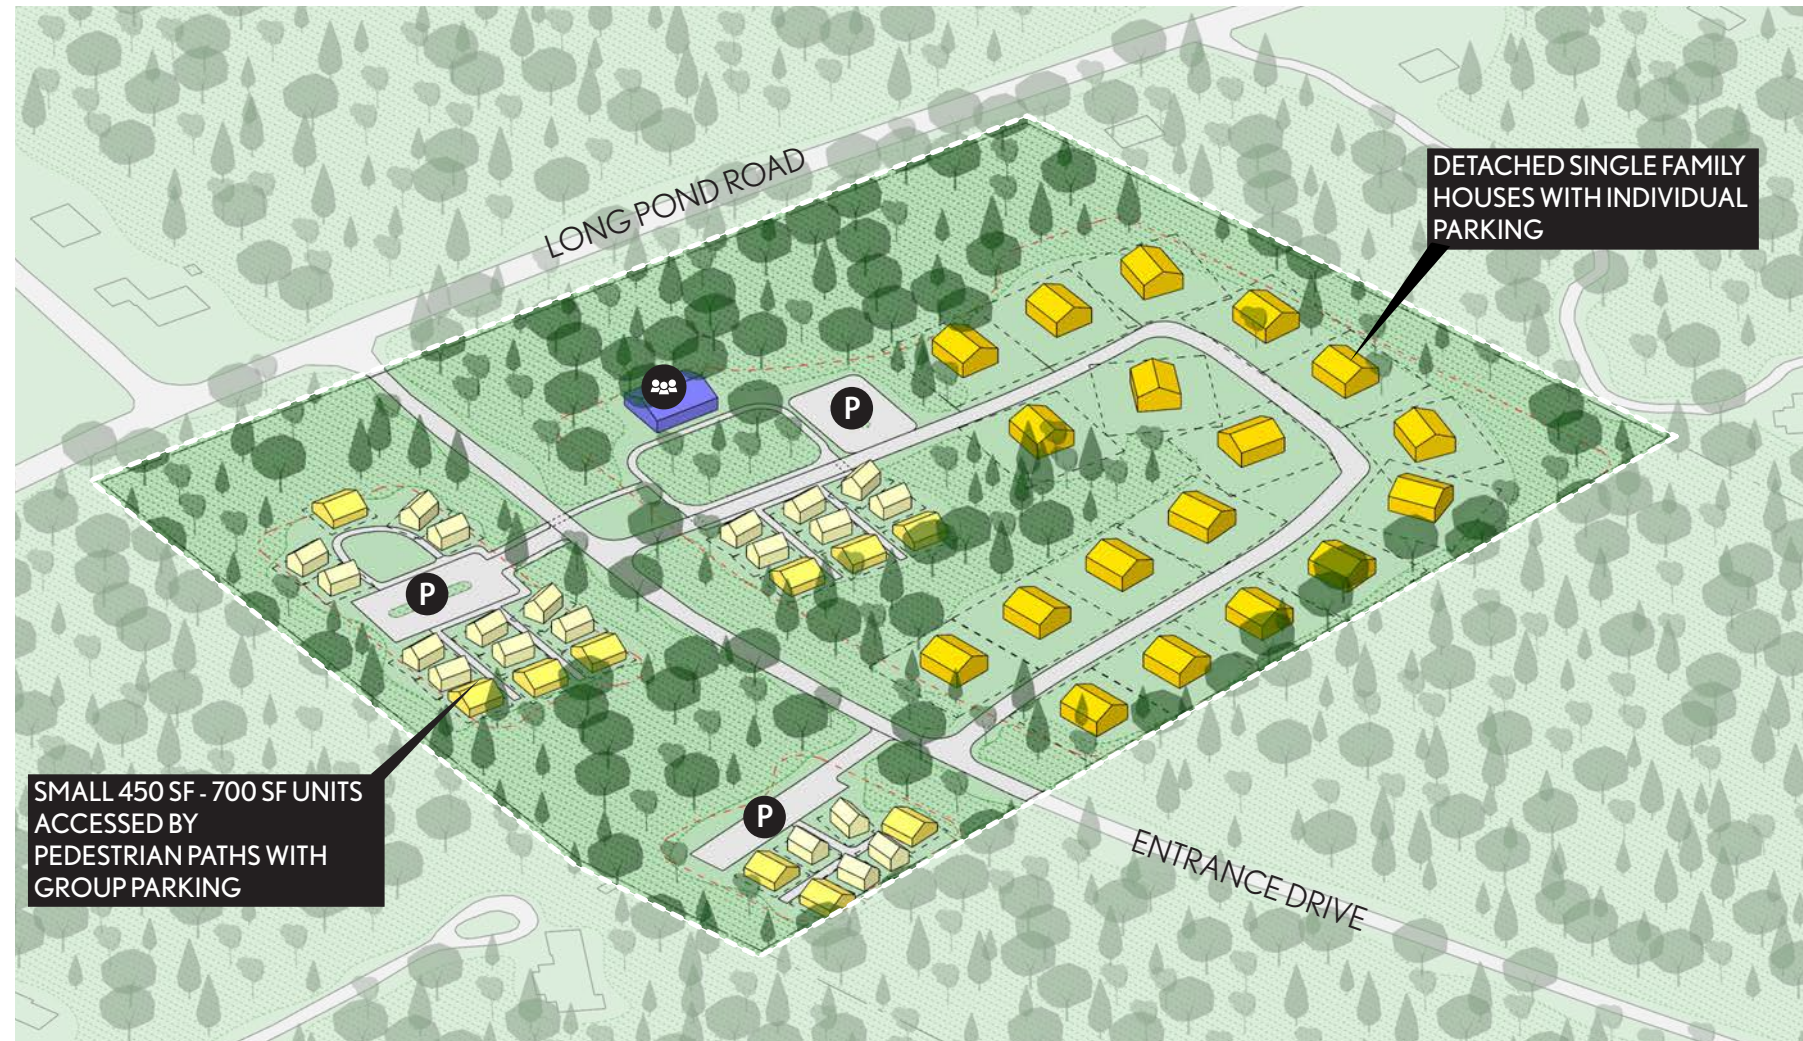 LONG POND ROAD
DETACHED SINGLE FAMILY
HOUSES WITH INDIVIDUAL
PARKING
P
P
SMALL 450 SF - 700 SF UNITS
ACCESSED BY
PEDESTRIAN PATHS WITH
GROUP PARKING
P
ENTRANCE DRIVE